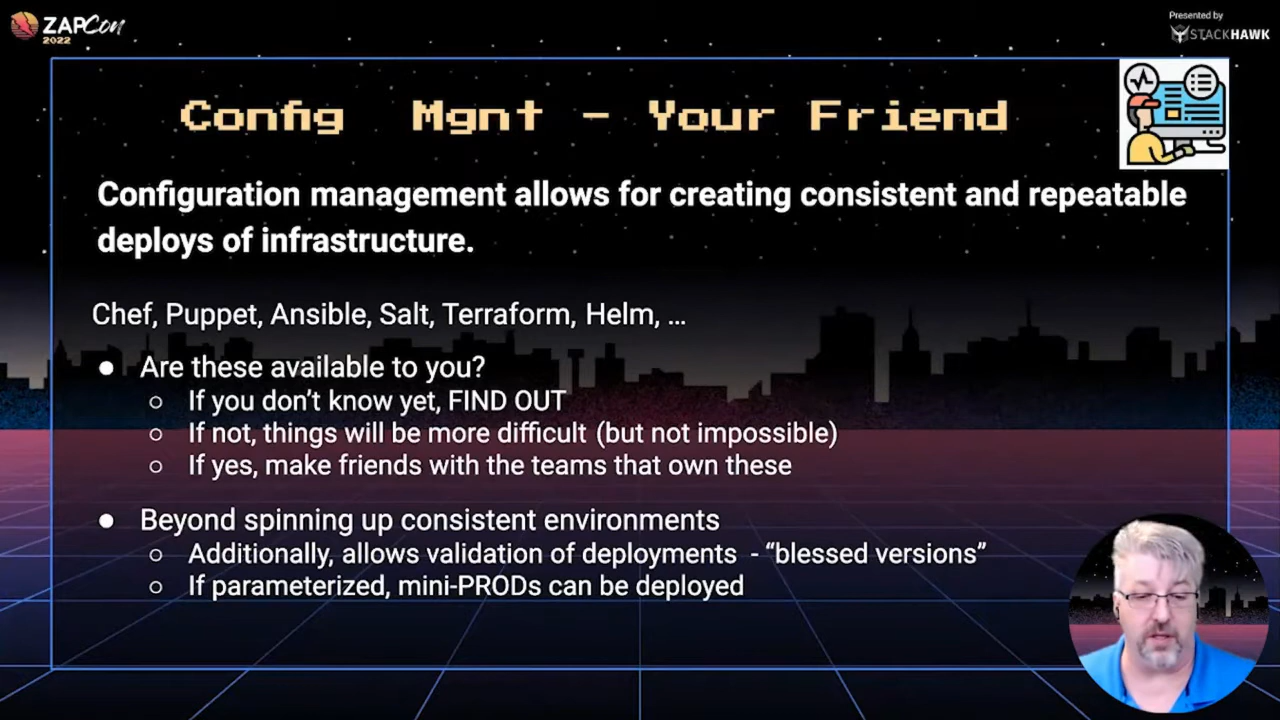 ZAPCon
2022
Presented by
STACKHAWK
Config Mgnt - Your Friend
Configuration management allows for creating consistent and repeatable
deploys of infrastructure.
Chef, Puppet, Ansible, Salt, Terraform, Helm, ...
● Are these available to you?
○ If you don't know yet, FIND OUT
○ If not, things will be more difficult (but not impossible)
○ If yes, make friends with the teams that own these
● Beyond spinning up consistent environments
○ Additionally, allows validation of deployments - “blessed versions”
○ If parameterized, mini-PRODs can be deployed